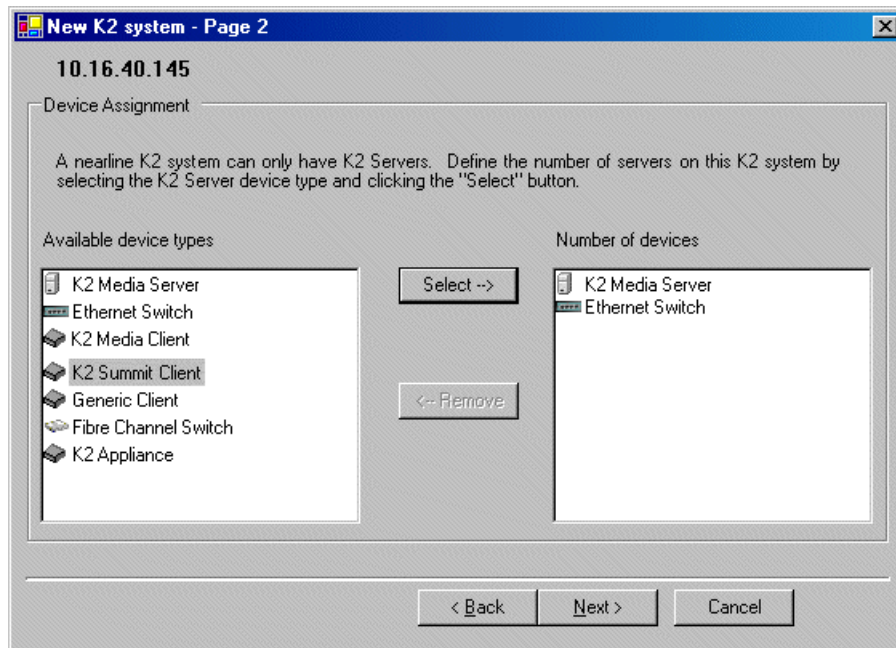 New K2 system - Page 2
10.16.40.145
Device Assignment
A nearline K2 system can only have K2 Servers. Define the number of servers on this K2 system by
selecting the K2 Server device type and clicking the "Select" button.
Available device types
K2 Media Server
Ethernet Switch
K2 Media Client
K2 Summit Client
Generic Client
Fibre Channel Switch
K2 Appliance
Select -->
<-- Remove
Number of devices
K2 Media Server
Ethernet Switch
< Back
Next >
Cancel